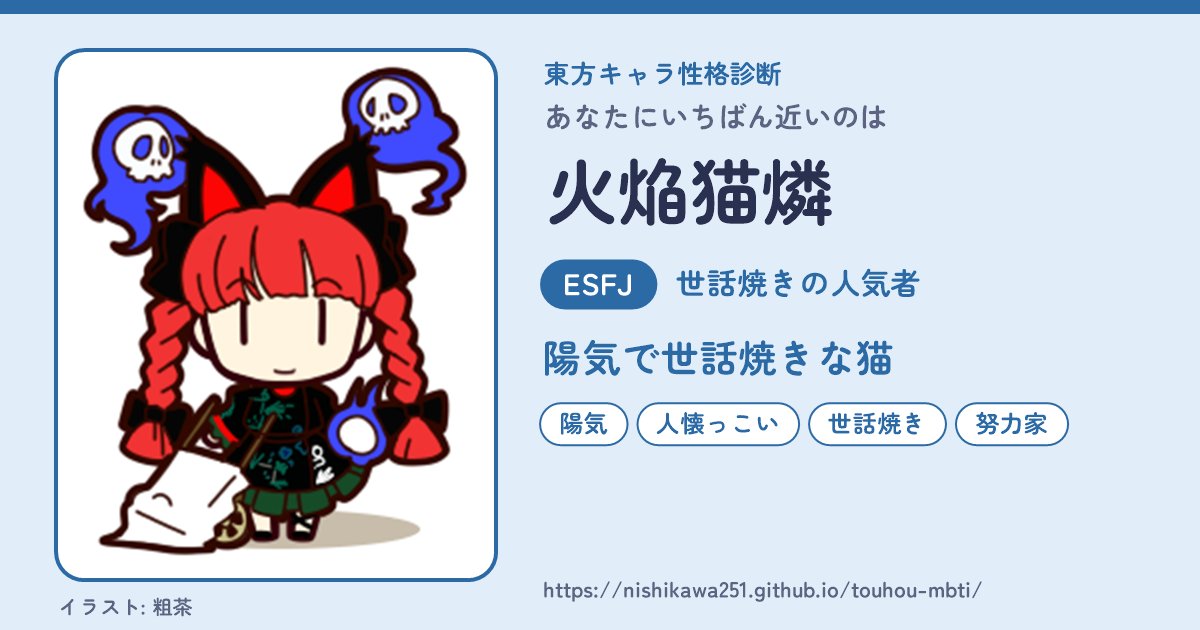 東方キャラ性格診断
あなたにいちばん近いのは
火焔猫燐
ESFJ 世話焼きの人気者
陽気で世話焼きな猫
陽気 人懐っこい 世話焼き 努力家
https://nishikawa251.github.io/touhou-mbti/
イラスト: 粗茶